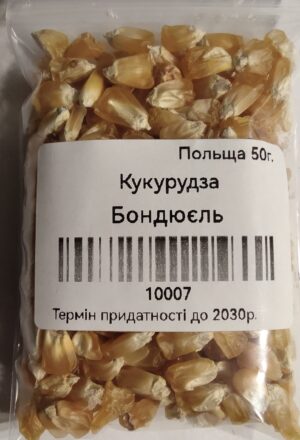 Польща 50г.
Кукурудза
Бондюєль
10007
Термін придатності до 2030р.